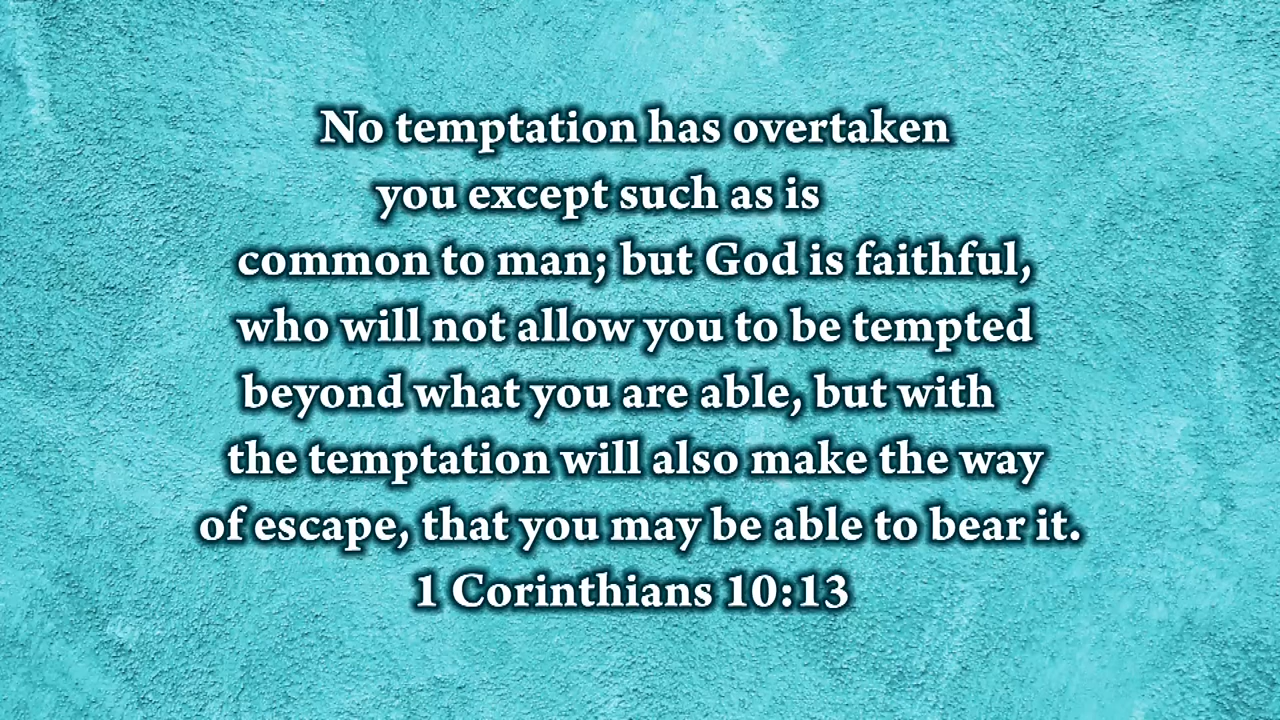 No temptation has overtaken
you except such as is
common to man; but God is faithful,
who will not allow you to be tempted
beyond what you are able, but with
the temptation will also make the way
of escape, that you may be able to bear it.
1 Corinthians 10:13